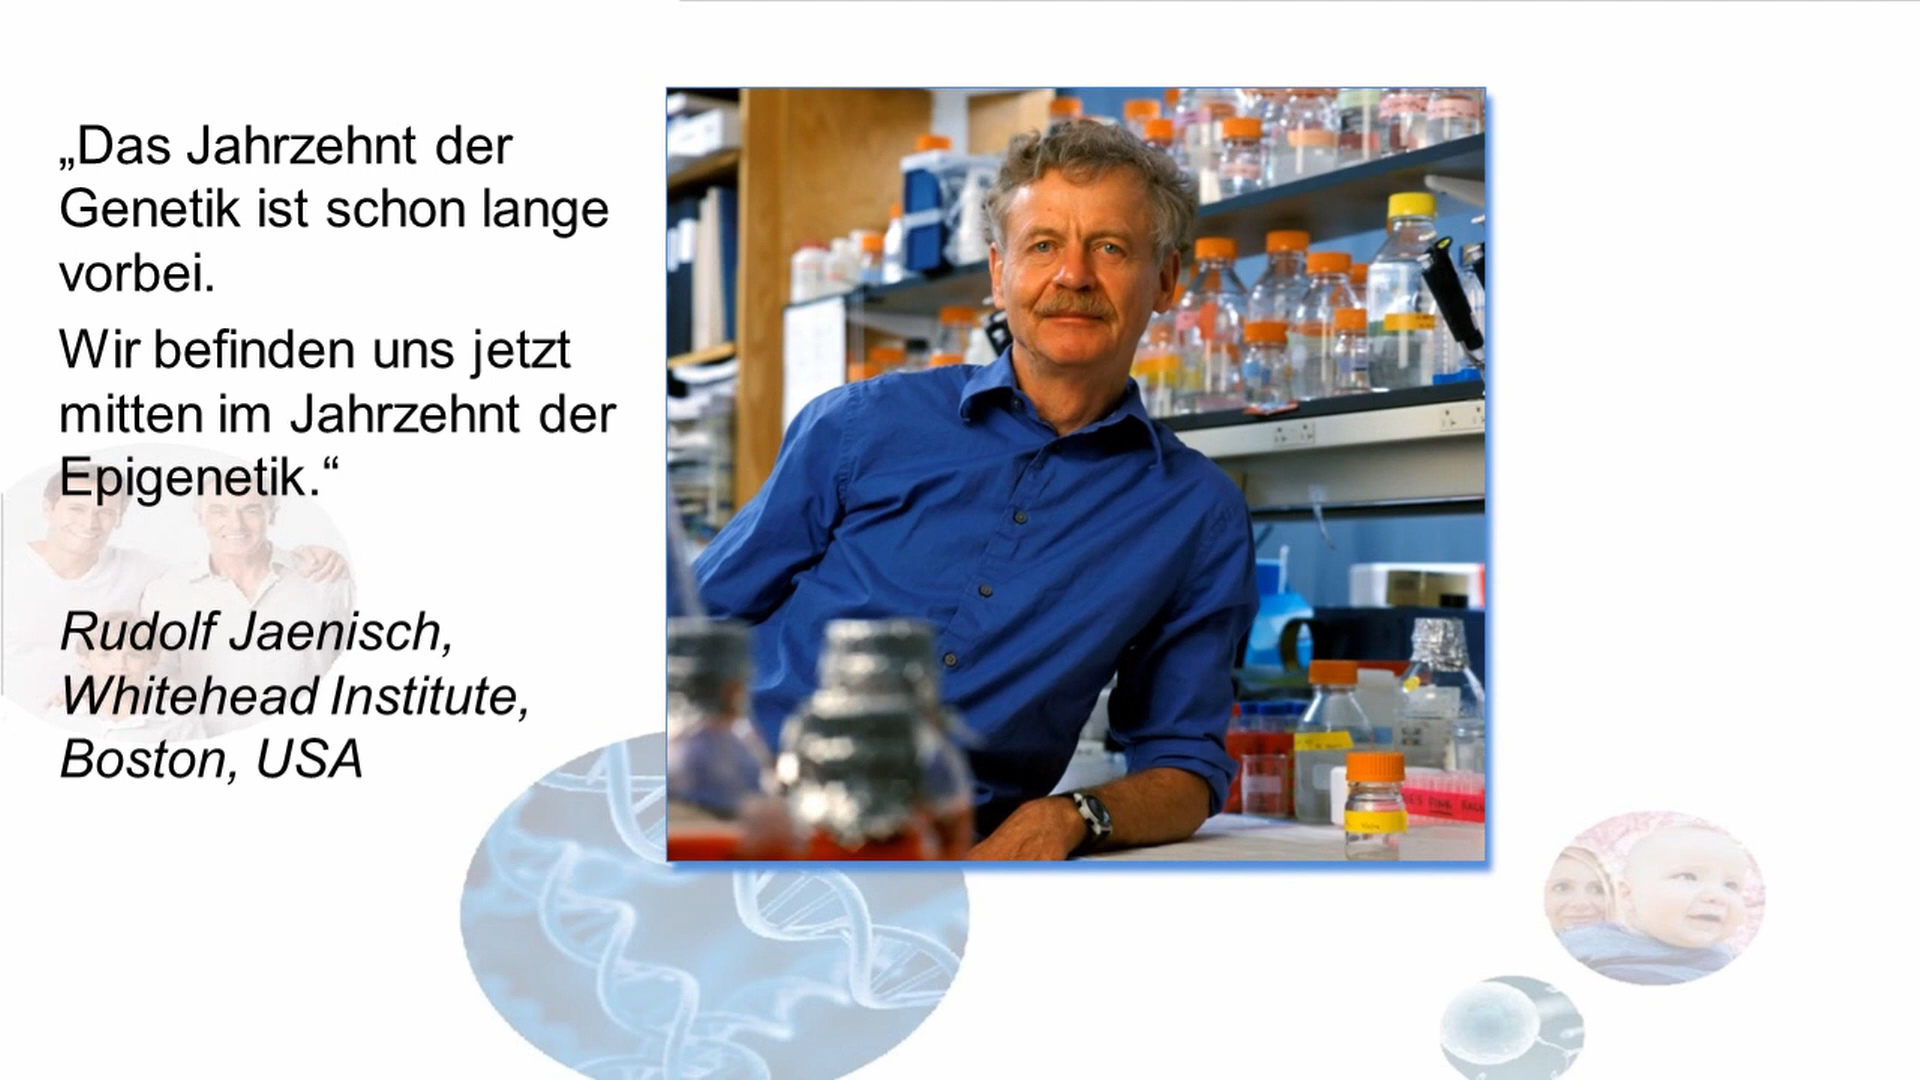 „Das Jahrzehnt der
Genetik ist schon lange
vorbei.
Wir befinden uns jetzt
mitten im Jahrzehnt der
Epigenetik.“
Rudolf Jaenisch,
Whitehead Institute,
Boston, USA